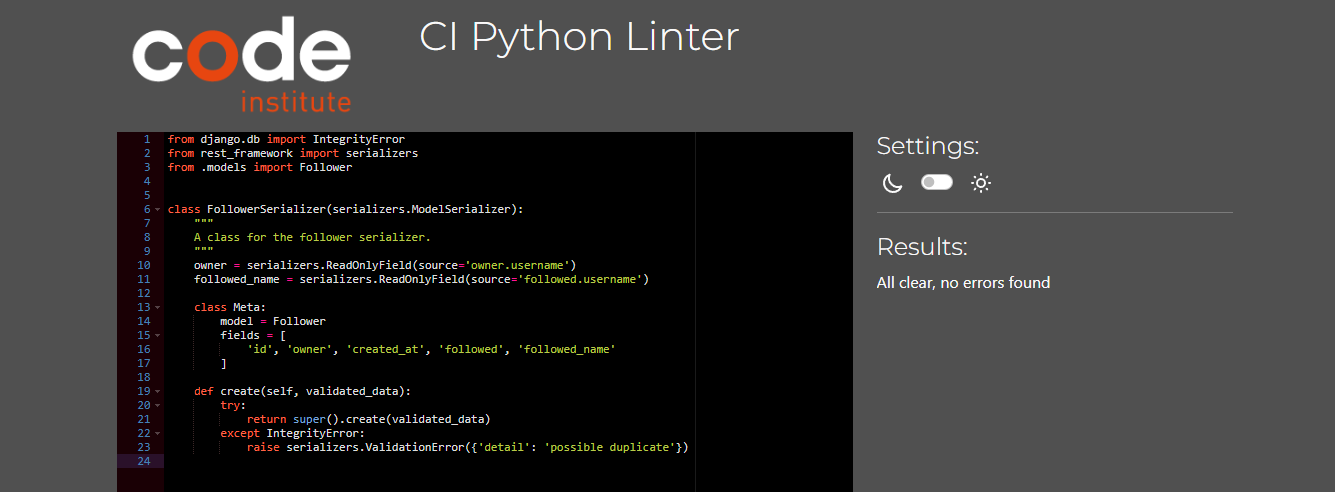 code
institute
CI Python Linter
1 from django.db import IntegrityError
2 from rest_framework import serializers
3 from .models import Follower
4
5
6 class FollowerSerializer(serializers.ModelSerializer):
7     """
8     A class for the follower serializer.
9     """
10     owner = serializers.ReadOnlyField(source='owner.username')
11     followed_name = serializers.ReadOnlyField(source='followed.username')
12
13     class Meta:
14         model = Follower
15         fields = [
16             'id', 'owner', 'created_at', 'followed', 'followed_name'
17         ]
18
19     def create(self, validated_data):
20         try:
21             return super().create(validated_data)
22         except IntegrityError:
23             raise serializers.ValidationError({'detail': 'possible duplicate'})
24
Settings:
Results:
All clear, no errors found